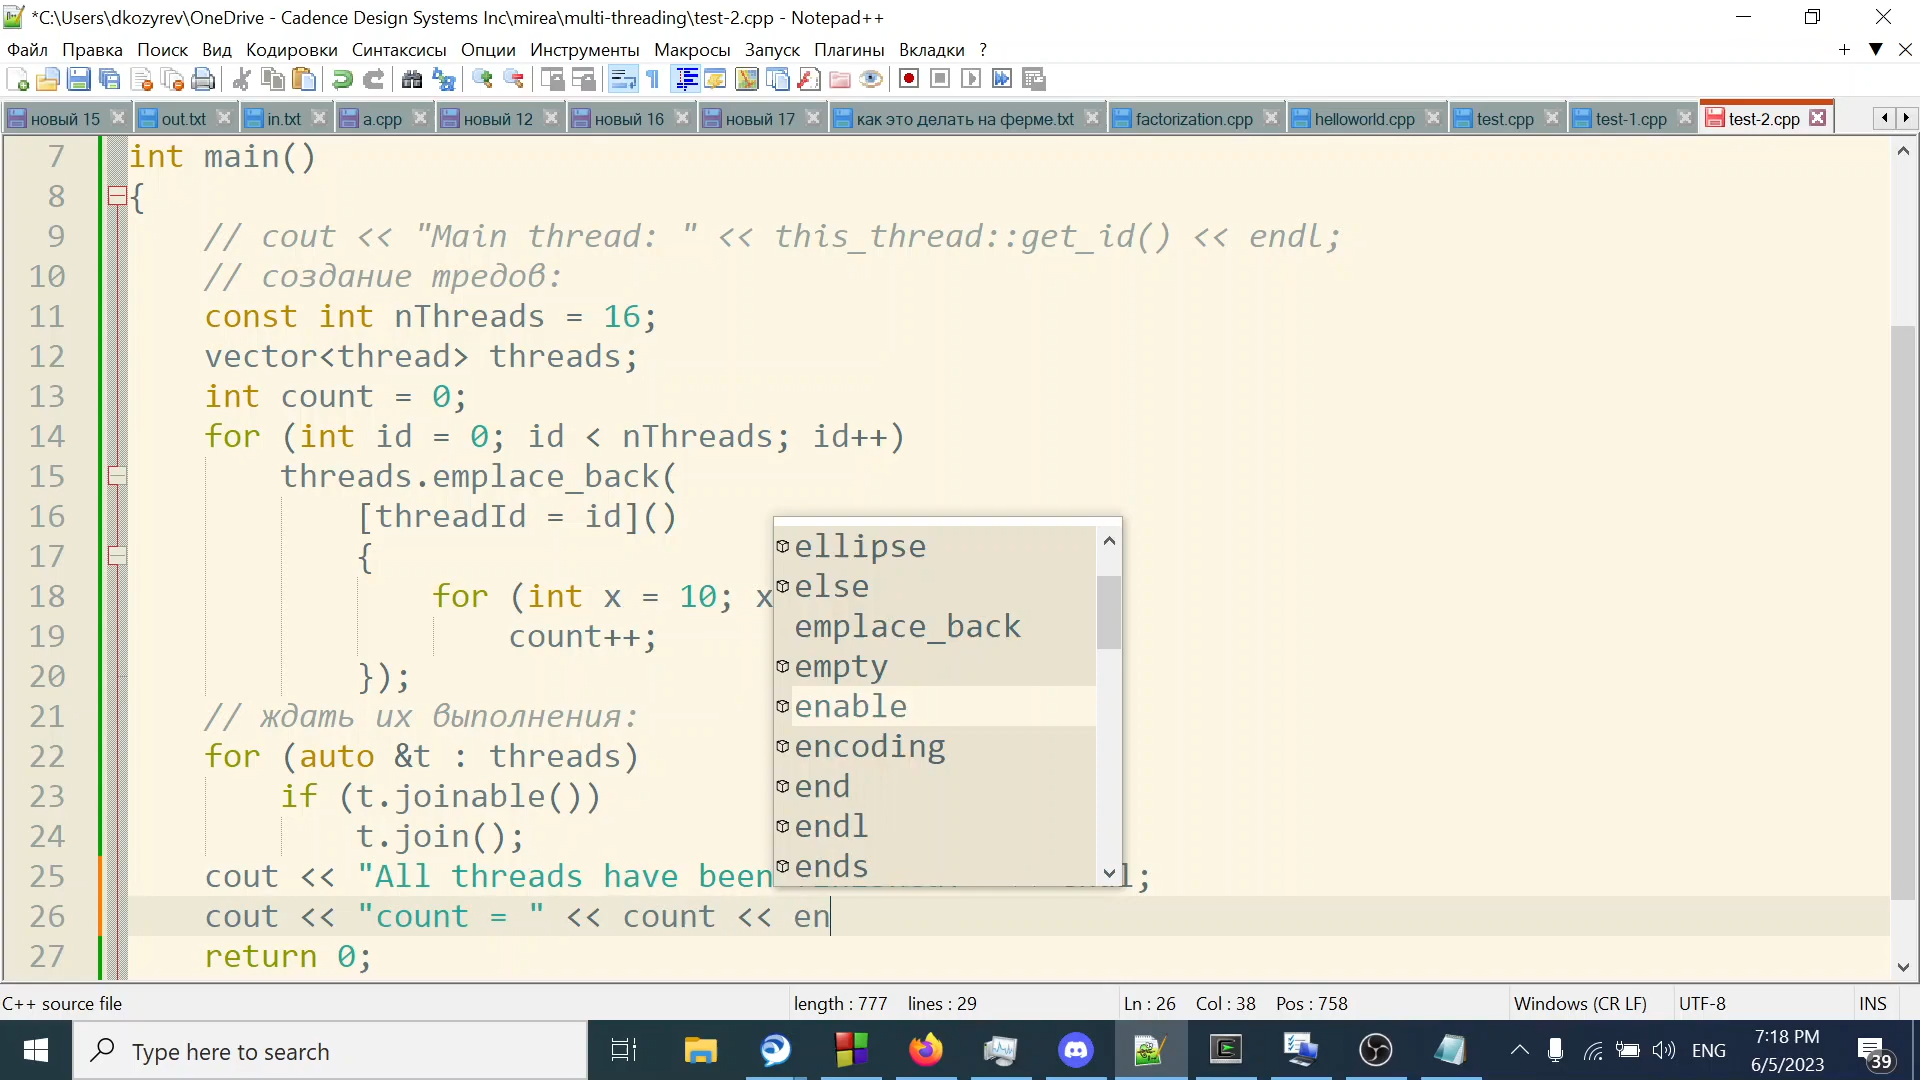 *C:\Users\dkozyrev\OneDrive - Cadence Design Systems Inc\mirea\multi-threading\test-2.cpp - Notepad++
Файл Правка Поиск Вид Кодировки Синтаксисы Опции Инструменты Макросы Запуск Плагины Вкладки ?
новый 15 out.txt in.txt a.cpp новый 12 новый 16 новый 17 как это делать на ферме.txt factorization.cpp helloworld.cpp test.cpp test-1.cpp test-2.cpp
7 int main()
8 {
9 // cout << "Main thread: " << this_thread::get_id() << endl;
10 // создание тредов:
11 const int nThreads = 16;
12 vector<thread> threads;
13 int count = 0;
14 for (int id = 0; id < nThreads; id++)
15 threads.emplace_back(
16 [threadId = id]()
17 {
18 for (int x = 10; x
19 count++;
20 });
21 // ждать их выполнения:
22 for (auto &t : threads)
23 if (t.joinable())
24 t.join();
25 cout << "All threads have been
26 cout << "count = " << count << en
27 return 0;
ellipse
else
emplace_back
empty
enable
encoding
end
endl
ends
C++ source file length : 777 lines : 29 Ln : 26 Col : 38 Pos : 758 Windows (CR LF) UTF-8 INS
Type here to search
ENG
7:18 PM
6/5/2023
39